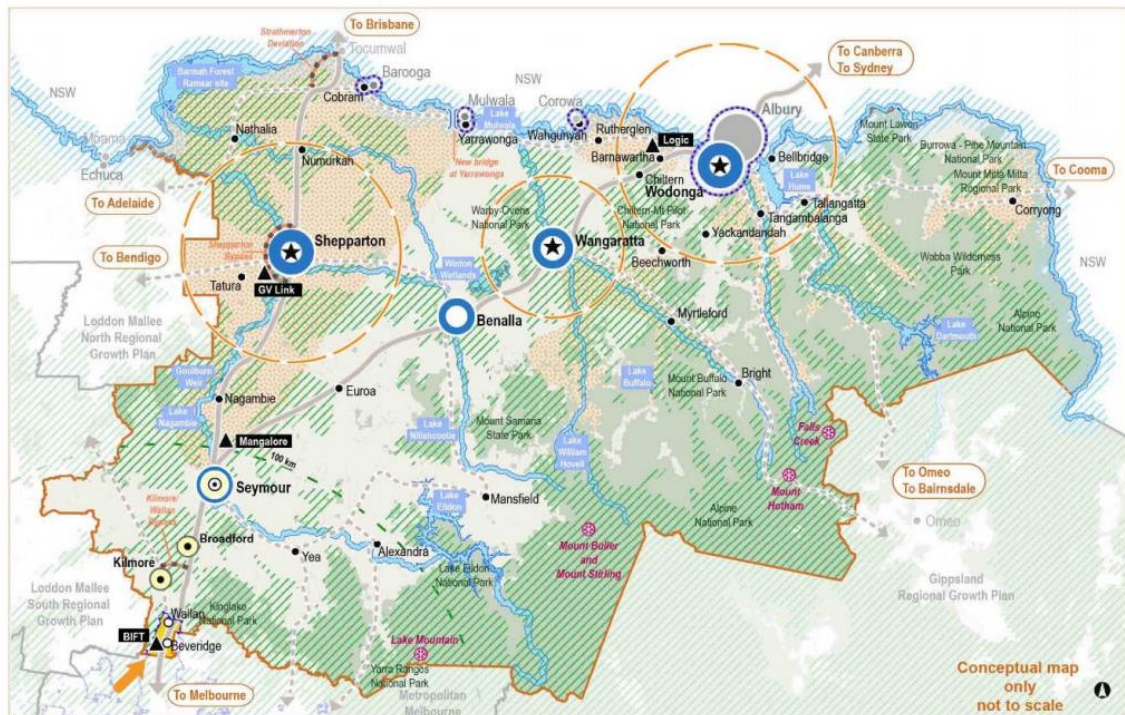 To Brisbane
Strathmerton
Deviation
Tocumwal
To Canberra
To Sydney
Barmah Forest
Ramsar site
Barooga
NSW
NSW
Cobram
Mulwala
Corowa
Albury
NSW
Lake
Mulwala
Nathalia
Yarrawonga
Wahgunyah
Rutherglen
Logic
Mount Lawson
State Park
Moama
Numurkah
New bridge
at Yarrawonga
Barnawartha
Bellbridge
Burrowa - Pine Mountain
National Park
Echuca
Chiltern
Wodonga
Lake
Hume
Mount Mitta Mitta
Regional Park
To Cooma
To Adelaide
Warby-Ovens
National Park
Chiltern-Mt Pilot
National Park
Tallangatta
Tangambalanga
Corryong
Shepparton
Shepparton
Bypass
Wangaratta
Yackandandah
To Bendigo
Beechworth
Wabba Wilderness
Park
NSW
Winton
Wetlands
Tatura
GV Link
Benalla
Myrtleford
Alpine
National Park
Loddon Mallee
North Regional
Growth Plan
Lake
Dartmouth
Goulburn
Weir
Lake
Buffalo
Mount Buffalo
National Park
Bright
Nagambie
Euroa
Lake
Nagambie
Mount Samaria
State Park
Lake
Nillahcootie
Falls
Creek
Mangalore
100 km
Lake
William
Hovell
Seymour
Mount
Hotham
To Omeo
To Bairnsdale
Kilmore
Wallan
Bypass
Mansfield
Lake
Eildon
Alpine
National Park
Omeo
Broadford
Mount Buller
and
Mount Stirling
Yea
Alexandra
Kilmore
Lake Eildon
National Park
Loddon Mallee
South Regional
Growth Plan
Gippsland
Regional Growth Plan
Wallan
Kinglake
National Park
BIFT
Beveridge
Lake Mountain
Yarra Ranges
National Park
To Melbourne
Metropolitan
Melbourne
Conceptual map
only
not to scale